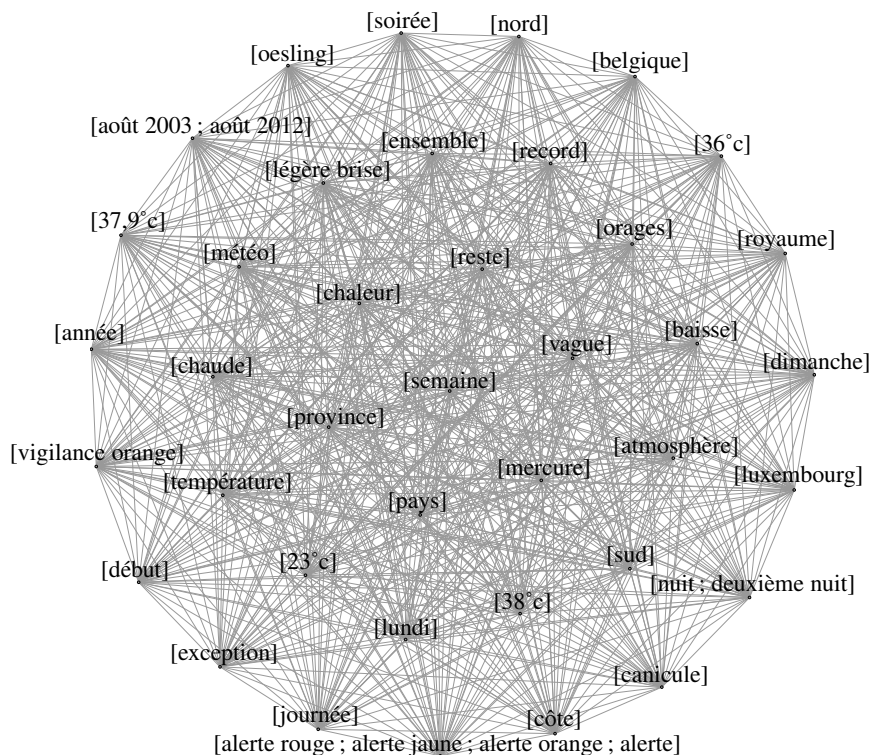 [soirée]
[nord]
[oesling]
[belgique]
[août 2003 ; août 2012]
[ensemble]
[record]
[36˚c]
[légère brise]
[37,9˚c]
[orages]
[royaume]
[météo]
[reste]
[chaleur]
[année]
[vague]
[baisse]
[chaude]
[semaine]
[dimanche]
[province]
[vigilance orange]
[atmosphère]
[température]
[mercure]
[luxembourg]
[pays]
[début]
[23˚c]
[sud]
[nuit ; deuxième nuit]
[38˚c]
[lundi]
[exception]
[canicule]
[journée]
[côte]
[alerte rouge ; alerte jaune ; alerte orange ; alerte]